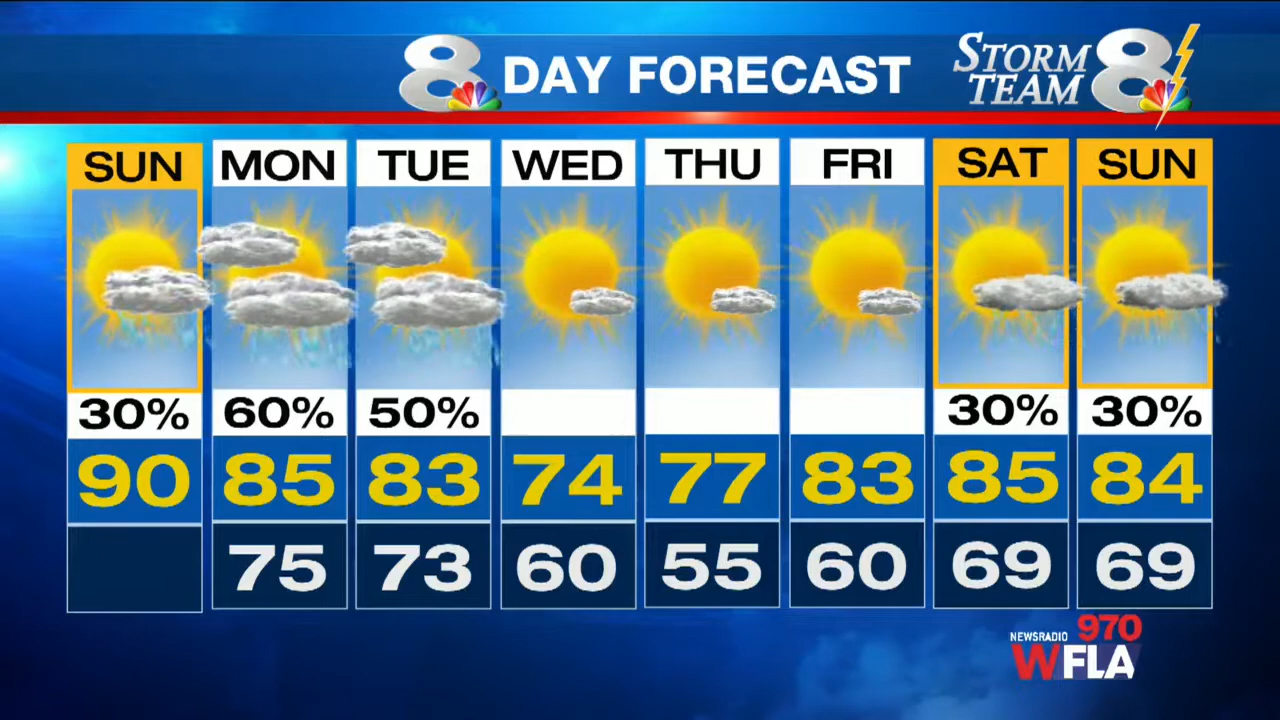 8 DAY FORECAST
STORM TEAM 8
SUN MON TUE WED THU FRI SAT SUN
30% 60% 50% 30% 30%
90 85 83 74 77 83 85 84
75 73 60 55 60 69 69
NEWSRADIO 970
WFLA